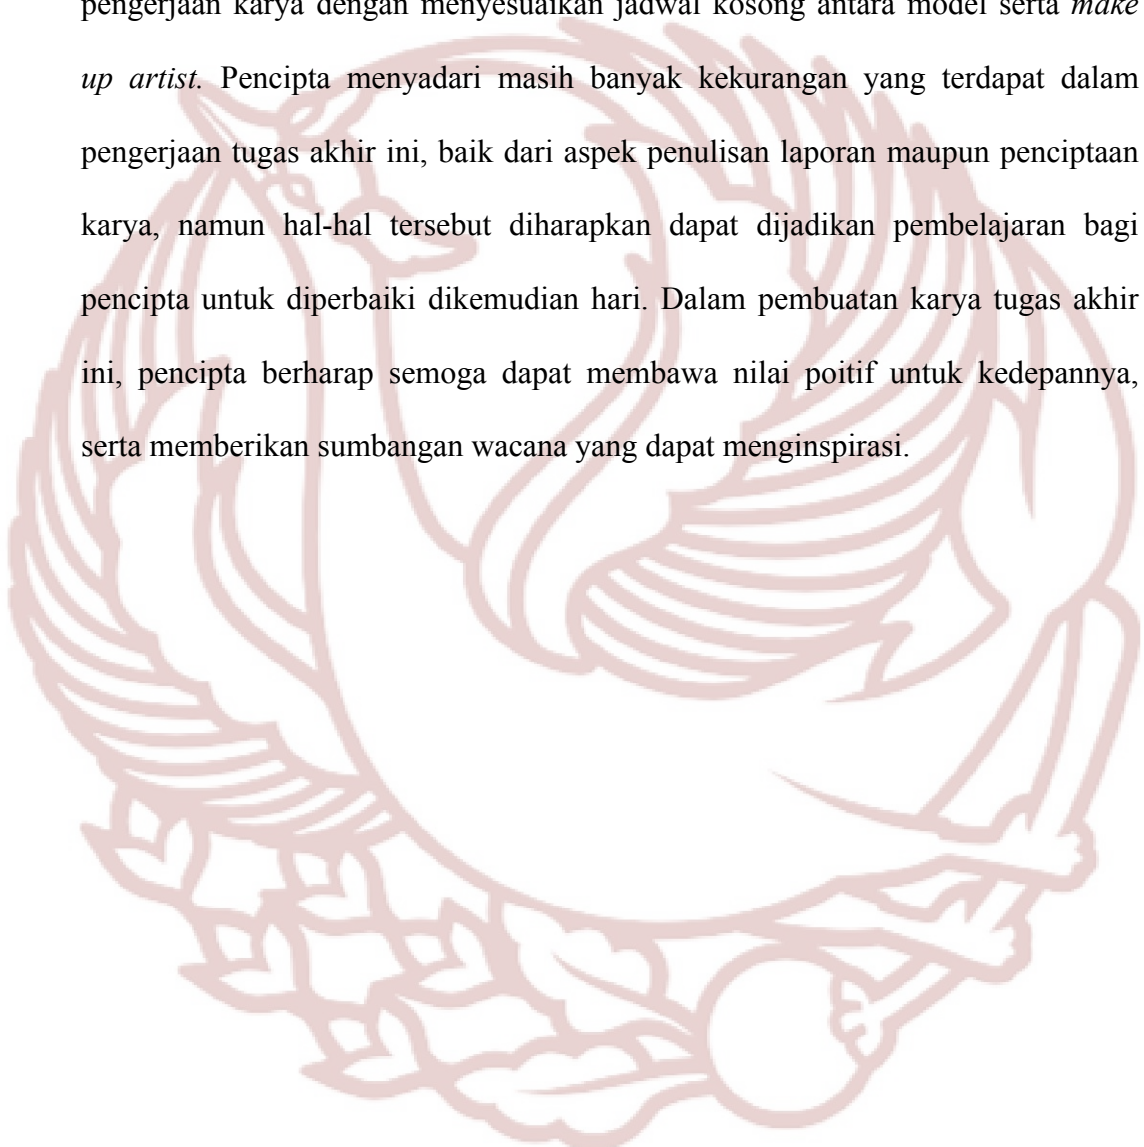 pengerjaan karya dengan menyesuaikan jadwal kosong antara model serta make
up artist. Pencipta menyadari masih banyak kekurangan yang terdapat dalam
pengerjaan tugas akhir ini, baik dari aspek penulisan laporan maupun penciptaan
karya, namun hal-hal tersebut diharapkan dapat dijadikan pembelajaran bagi
pencipta untuk diperbaiki dikemudian hari. Dalam pembuatan karya tugas akhir
ini, pencipta berharap semoga dapat membawa nilai poitif untuk kedepannya,
serta memberikan sumbangan wacana yang dapat menginspirasi.